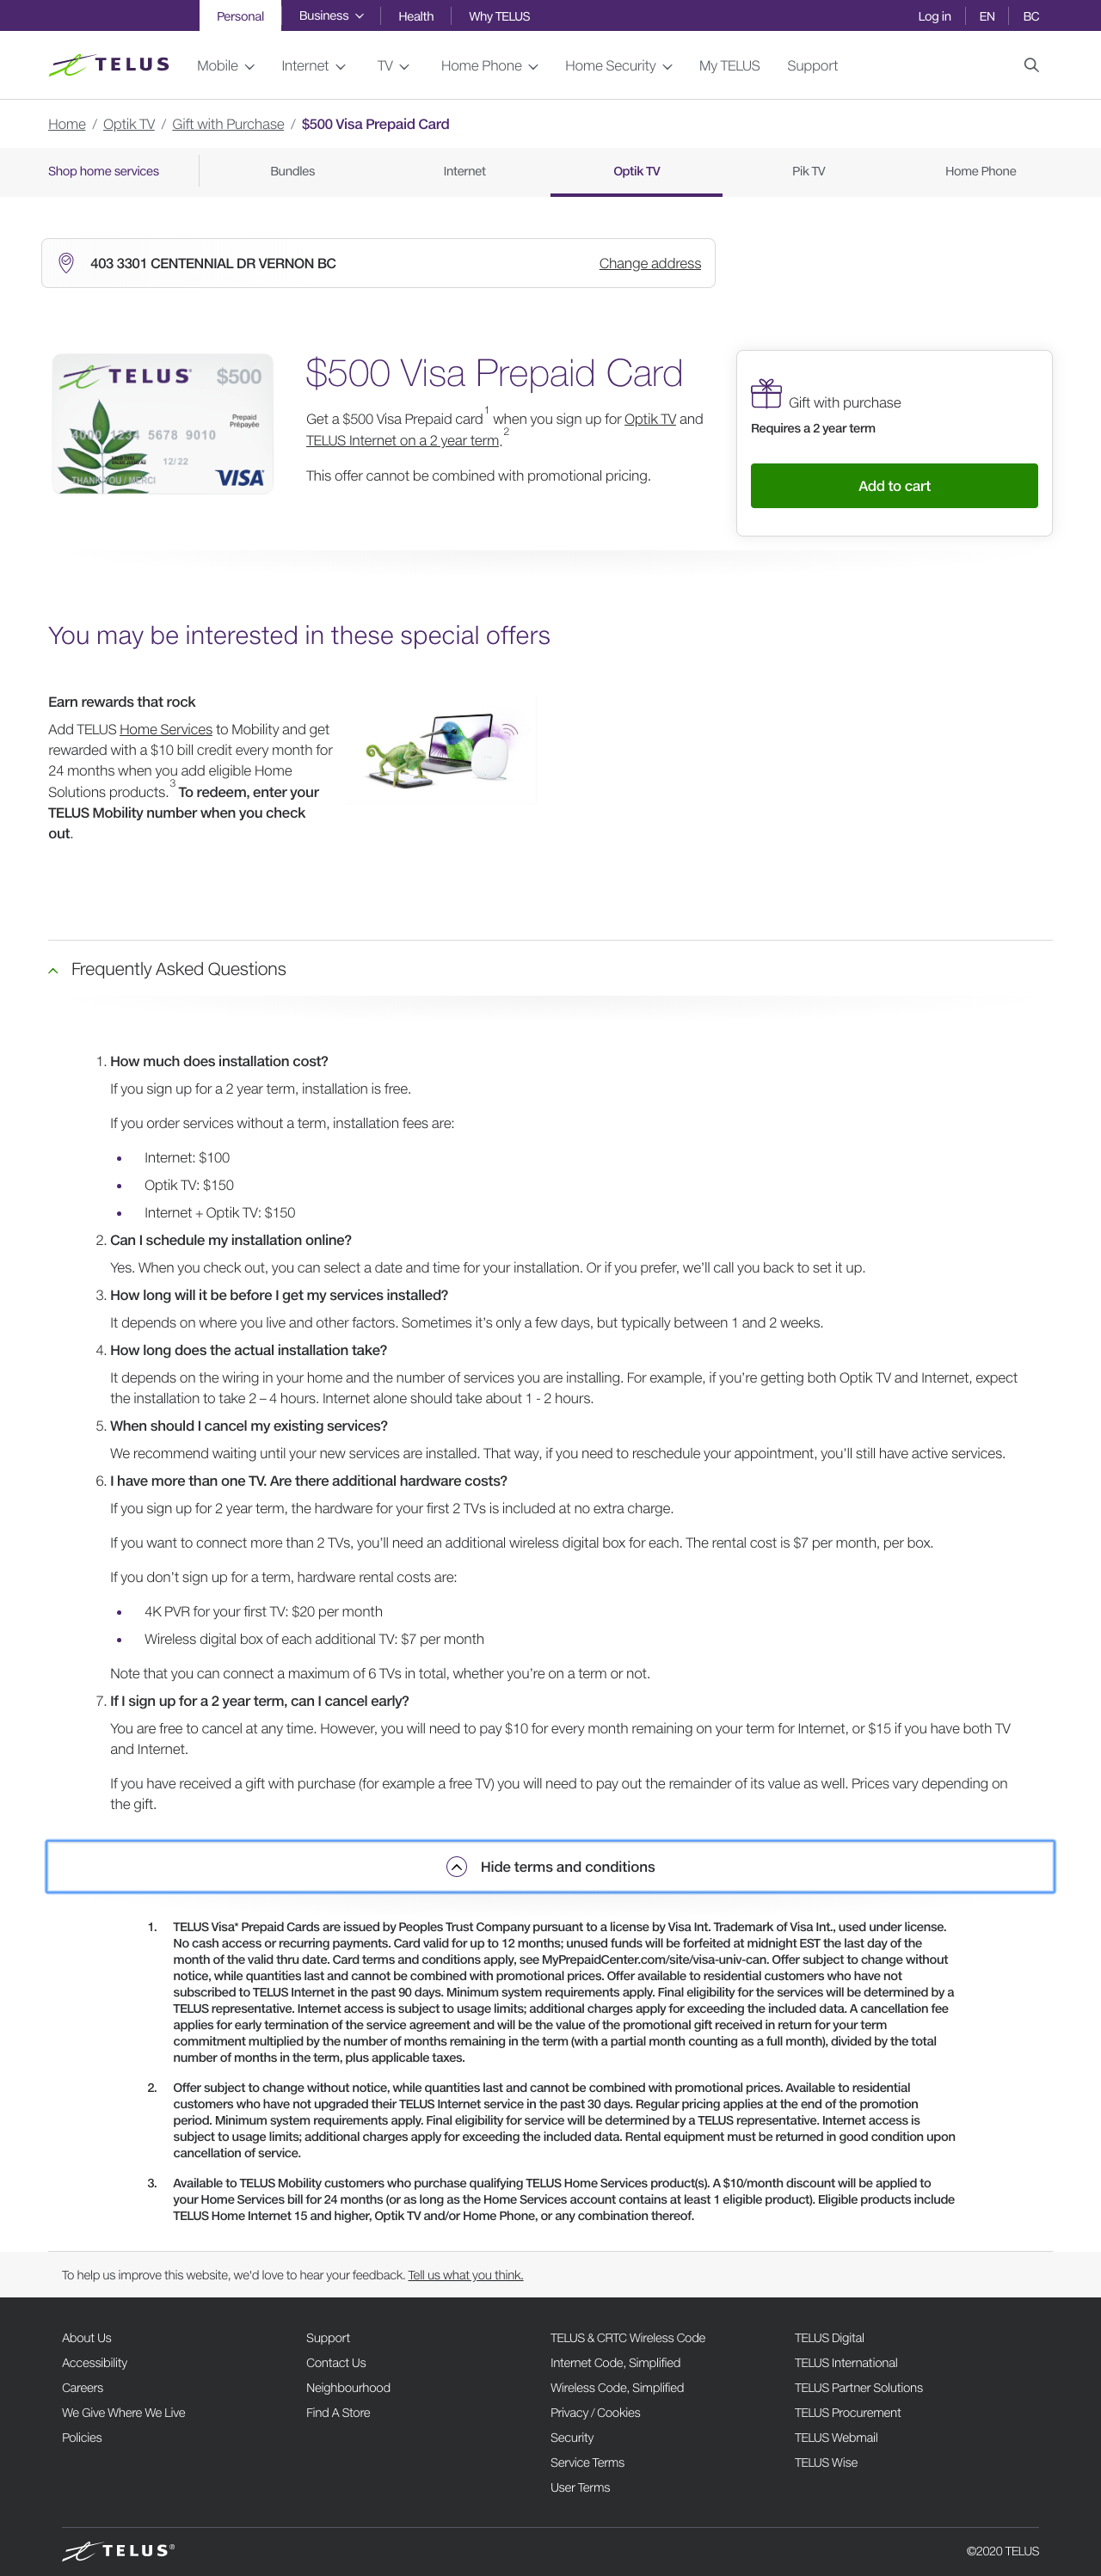 Personal Business Health Why TELUS Log in EN BC
TELUS Mobile Internet TV Home Phone Home Security My TELUS Support
Home / Optik TV / Gift with Purchase / $500 Visa Prepaid Card
Shop home services Bundles Internet Optik TV Pik TV Home Phone
403 3301 CENTENNIAL DR VERNON BC Change address
TELUS $500
Prepaid
Prépayée
4000 1234 5678 9010
12/22
THANK YOU / MERCI
VISA
$500 Visa Prepaid Card
Get a $500 Visa Prepaid card1 when you sign up for Optik TV and
TELUS Internet on a 2 year term.2
This offer cannot be combined with promotional pricing.
Gift with purchase
Requires a 2 year term
Add to cart
You may be interested in these special offers
Earn rewards that rock
Add TELUS Home Services to Mobility and get
rewarded with a $10 bill credit every month for
24 months when you add eligible Home
Solutions products.3 To redeem, enter your
TELUS Mobility number when you check
out.
Frequently Asked Questions
1. How much does installation cost?
If you sign up for a 2 year term, installation is free.
If you order services without a term, installation fees are:
• Internet: $100
• Optik TV: $150
• Internet + Optik TV: $150
2. Can I schedule my installation online?
Yes. When you check out, you can select a date and time for your installation. Or if you prefer, we'll call you back to set it up.
3. How long will it be before I get my services installed?
It depends on where you live and other factors. Sometimes it's only a few days, but typically between 1 and 2 weeks.
4. How long does the actual installation take?
It depends on the wiring in your home and the number of services you are installing. For example, if you're getting both Optik TV and Internet, expect
the installation to take 2 – 4 hours. Internet alone should take about 1 - 2 hours.
5. When should I cancel my existing services?
We recommend waiting until your new services are installed. That way, if you need to reschedule your appointment, you'll still have active services.
6. I have more than one TV. Are there additional hardware costs?
If you sign up for 2 year term, the hardware for your first 2 TVs is included at no extra charge.
If you want to connect more than 2 TVs, you'll need an additional wireless digital box for each. The rental cost is $7 per month, per box.
If you don't sign up for a term, hardware rental costs are:
• 4K PVR for your first TV: $20 per month
• Wireless digital box of each additional TV: $7 per month
Note that you can connect a maximum of 6 TVs in total, whether you're on a term or not.
7. If I sign up for a 2 year term, can I cancel early?
You are free to cancel at any time. However, you will need to pay $10 for every month remaining on your term for Internet, or $15 if you have both TV
and Internet.
If you have received a gift with purchase (for example a free TV) you will need to pay out the remainder of its value as well. Prices vary depending on
the gift.
Hide terms and conditions
1. TELUS Visa* Prepaid Cards are issued by Peoples Trust Company pursuant to a license by Visa Int. Trademark of Visa Int., used under license.
No cash access or recurring payments. Card valid for up to 12 months; unused funds will be forfeited at midnight EST the last day of the
month of the valid thru date. Card terms and conditions apply, see MyPrepaidCenter.com/site/visa-univ-can. Offer subject to change without
notice, while quantities last and cannot be combined with promotional prices. Offer available to residential customers who have not
subscribed to TELUS Internet in the past 90 days. Minimum system requirements apply. Final eligibility for the services will be determined by a
TELUS representative. Internet access is subject to usage limits; additional charges apply for exceeding the included data. A cancellation fee
applies for early termination of the service agreement and will be the value of the promotional gift received in return for your term
commitment multiplied by the number of months remaining in the term (with a partial month counting as a full month), divided by the total
number of months in the term, plus applicable taxes.
2. Offer subject to change without notice, while quantities last and cannot be combined with promotional prices. Available to residential
customers who have not upgraded their TELUS Internet service in the past 30 days. Regular pricing applies at the end of the promotion
period. Minimum system requirements apply. Final eligibility for service will be determined by a TELUS representative. Internet access is
subject to usage limits; additional charges apply for exceeding the included data. Rental equipment must be returned in good condition upon
cancellation of service.
3. Available to TELUS Mobility customers who purchase qualifying TELUS Home Services product(s). A $10/month discount will be applied to
your Home Services bill for 24 months (or as long as the Home Services account contains at least 1 eligible product). Eligible products include
TELUS Home Internet 15 and higher, Optik TV and/or Home Phone, or any combination thereof.
To help us improve this website, we'd love to hear your feedback. Tell us what you think.
About Us Support TELUS & CRTC Wireless Code TELUS Digital
Accessibility Contact Us Internet Code, Simplified TELUS International
Careers Neighbourhood Wireless Code, Simplified TELUS Partner Solutions
We Give Where We Live Find A Store Privacy / Cookies TELUS Procurement
Policies Security TELUS Webmail
Service Terms TELUS Wise
User Terms
TELUS® ©2020 TELUS